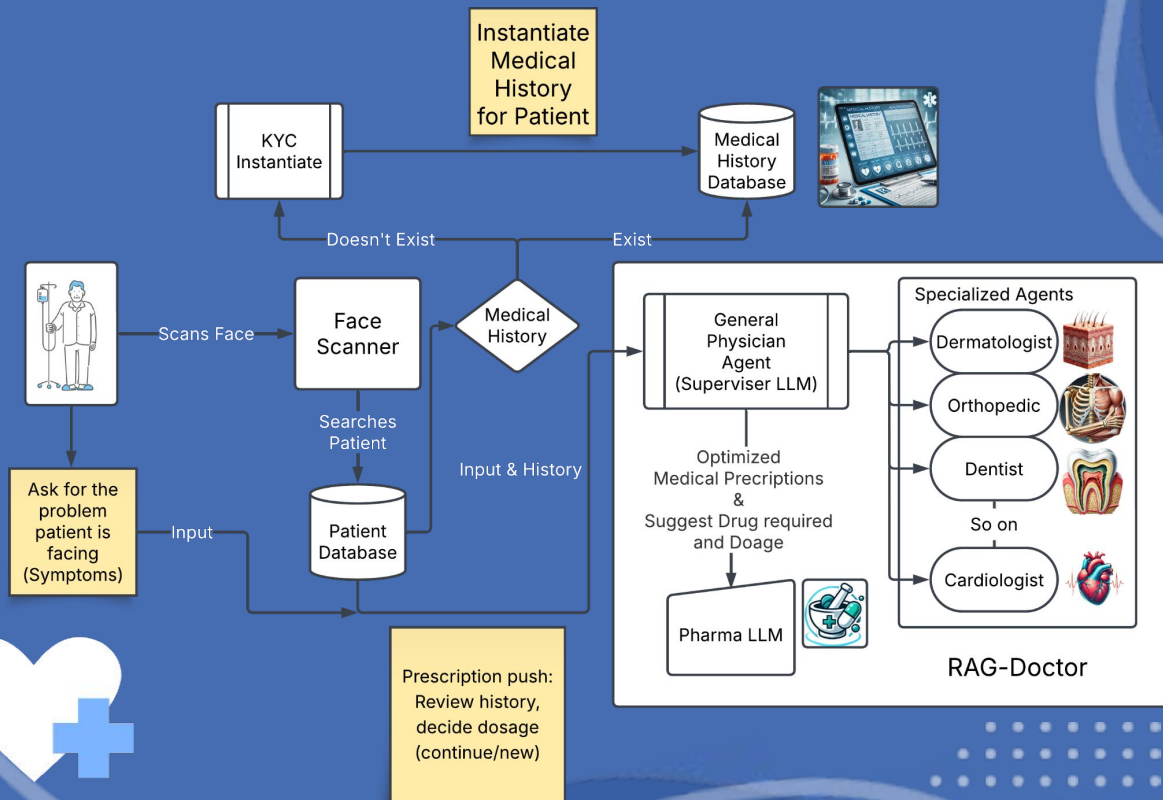 Instantiate
Medical
History
for Patient
KYC
Instantiate
Medical
History
Database
Doesn't Exist
Exist
Scans Face
Face
Scanner
Medical
History
Searches
Patient
Input & History
Ask for the
problem
patient is
facing
(Symptoms)
Input
Patient
Database
General
Physician
Agent
(Superviser LLM)
Specialized Agents
Dermatologist
Orthopedic
Dentist
So on
Cardiologist
Optimized
Medical Precriptions
&
Suggest Drug required
and Doage
Pharma LLM
RAG-Doctor
Prescription push:
Review history,
decide dosage
(continue/new)